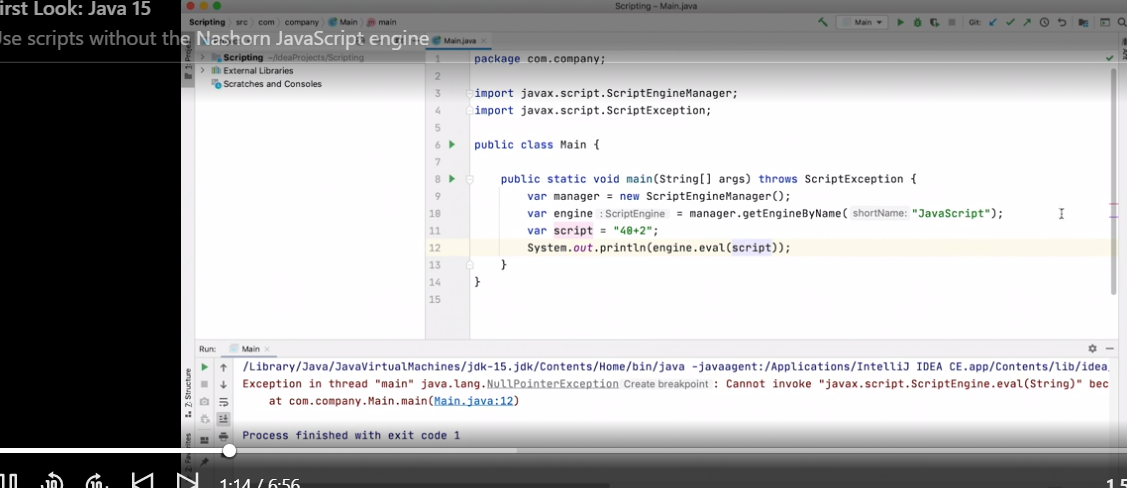 irst Look: Java 15
Use scripts without the Nashorn JavaScript engine
Scripting – Main.java
Scripting src com company Main main
Main
Git:
Main.java
Scripting ~/IdeaProjects/Scripting
External Libraries
Scratches and Consoles
1 package com.company;
2
3 import javax.script.ScriptEngineManager;
4 import javax.script.ScriptException;
5
6 public class Main {
7
8 public static void main(String[] args) throws ScriptException {
9 var manager = new ScriptEngineManager();
10 var engine : ScriptEngine = manager.getEngineByName( shortName: "JavaScript");
11 var script = "40+2";
12 System.out.println(engine.eval(script));
13 }
14 }
15
Run: Main
/Library/Java/JavaVirtualMachines/jdk-15.jdk/Contents/Home/bin/java -javaagent:/Applications/IntelliJ IDEA CE.app/Contents/lib/idea_
Exception in thread "main" java.lang.NullPointerException Create breakpoint : Cannot invoke "javax.script.ScriptEngine.eval(String)" bec
at com.company.Main.main(Main.java:12)
Process finished with exit code 1
Z: Structure
2: Favorites
10 10 1:14 / 6:56
1.5